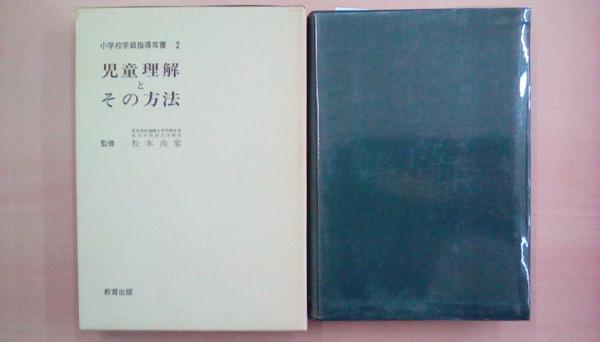 小学校学級指導双書 2
児童理解
と
その方法
監修 松本尚家
教育出版